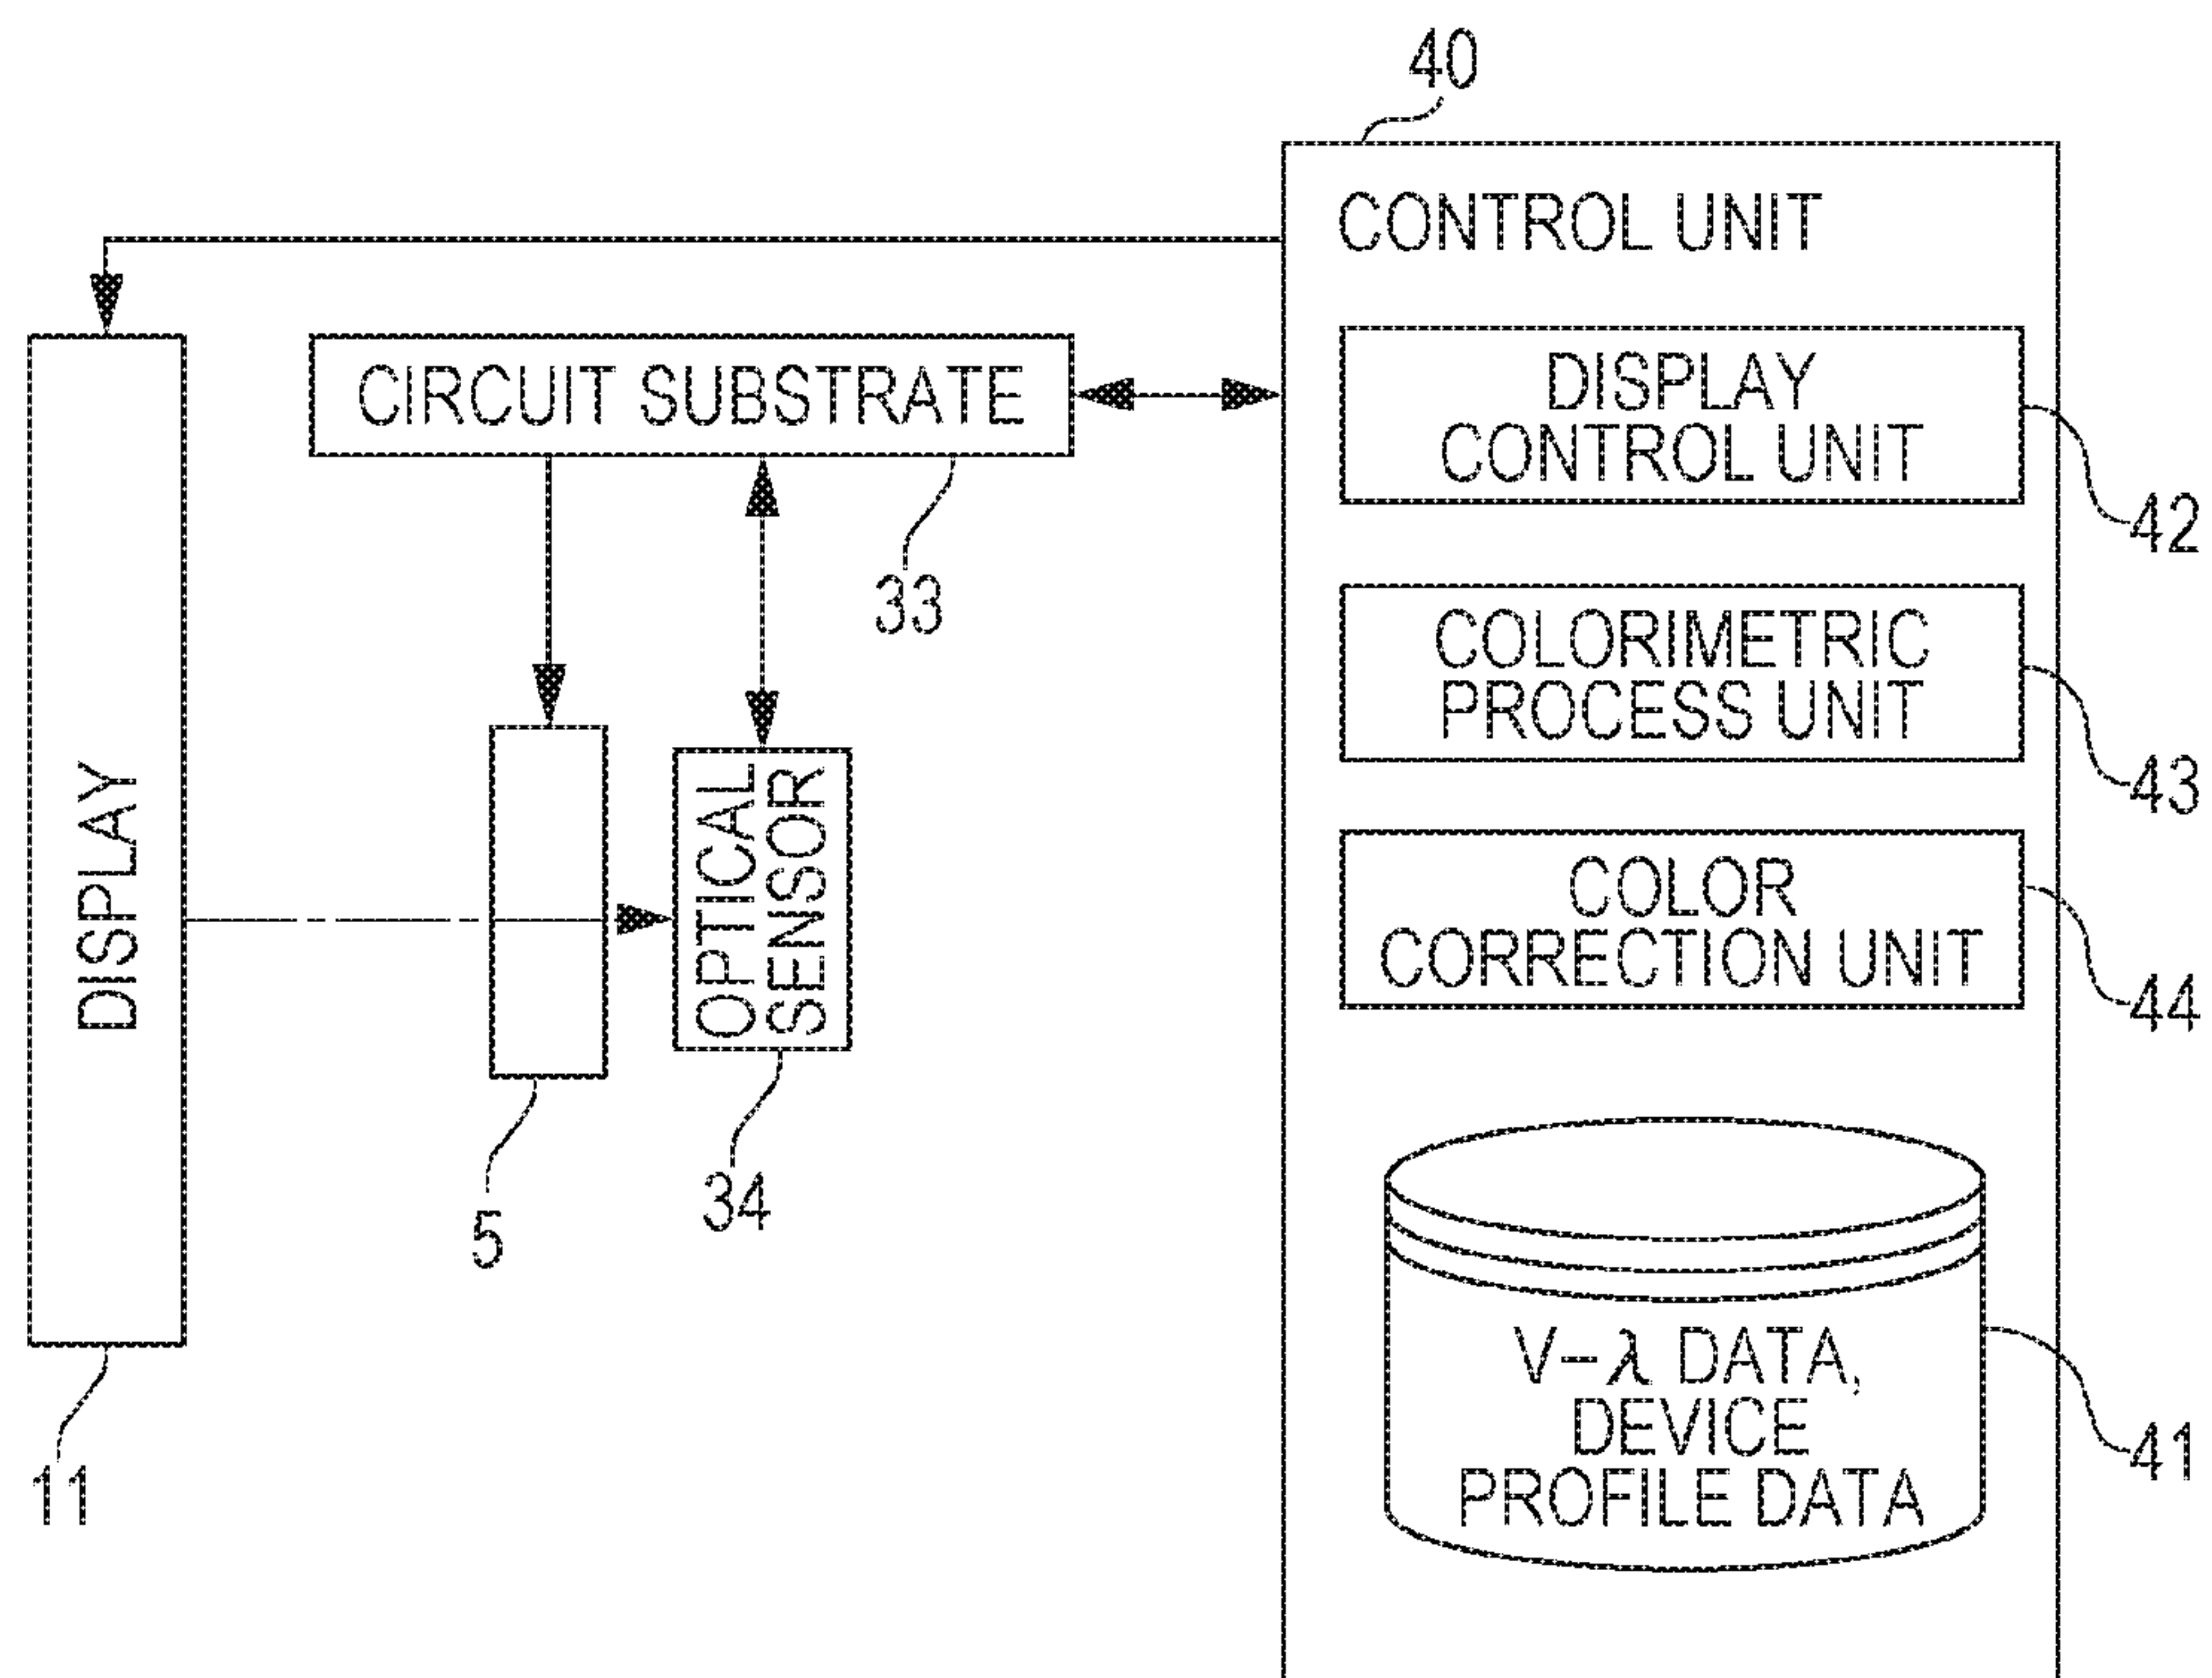 40
CONTROL UNIT
DISPLAY
CONTROL UNIT
42
CIRCUIT SUBSTRATE
33
COLORIMETRIC
PROCESS UNIT
43
DISPLAY
11
5
OPTICAL
SENSOR
34
COLOR
CORRECTION UNIT
44
V-λ DATA,
DEVICE
PROFILE DATA
41